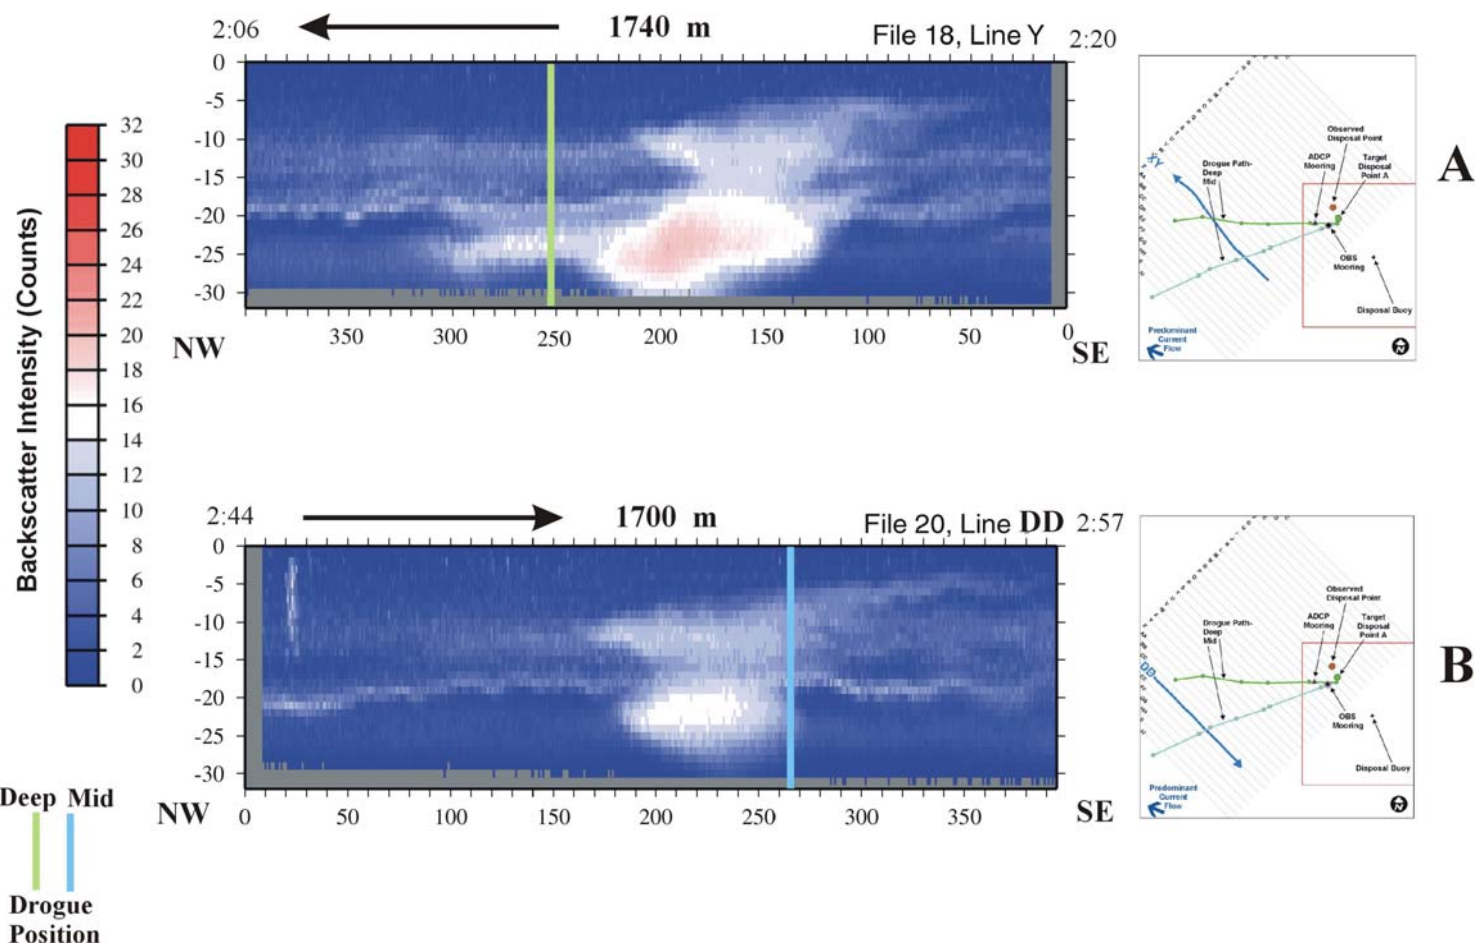 2:06
1740 m
File 18, Line Y
2:20
0
-5
-10
-15
-20
-25
-30
350
300
250
200
150
100
50
0
NW
SE
Backscatter Intensity (Counts)
32
30
28
26
24
22
20
18
16
14
12
10
8
6
4
2
0
Observed
Disposal Point
ADCP
Mooring
Target
Disposal
Point A
Drogue Path-
Deep
Mid
XY
OBS
Mooring
Disposal Buoy
Predominant
Current
Flow
N
A
2:44
1700 m
File 20, Line DD
2:57
0
-5
-10
-15
-20
-25
-30
NW
0
50
100
150
200
250
300
350
SE
Observed
Disposal Point
ADCP
Mooring
Target
Disposal
Point A
Drogue Path-
Deep
Mid
DD
OBS
Mooring
Disposal Buoy
Predominant
Current
Flow
N
B
Deep Mid
Drogue
Position